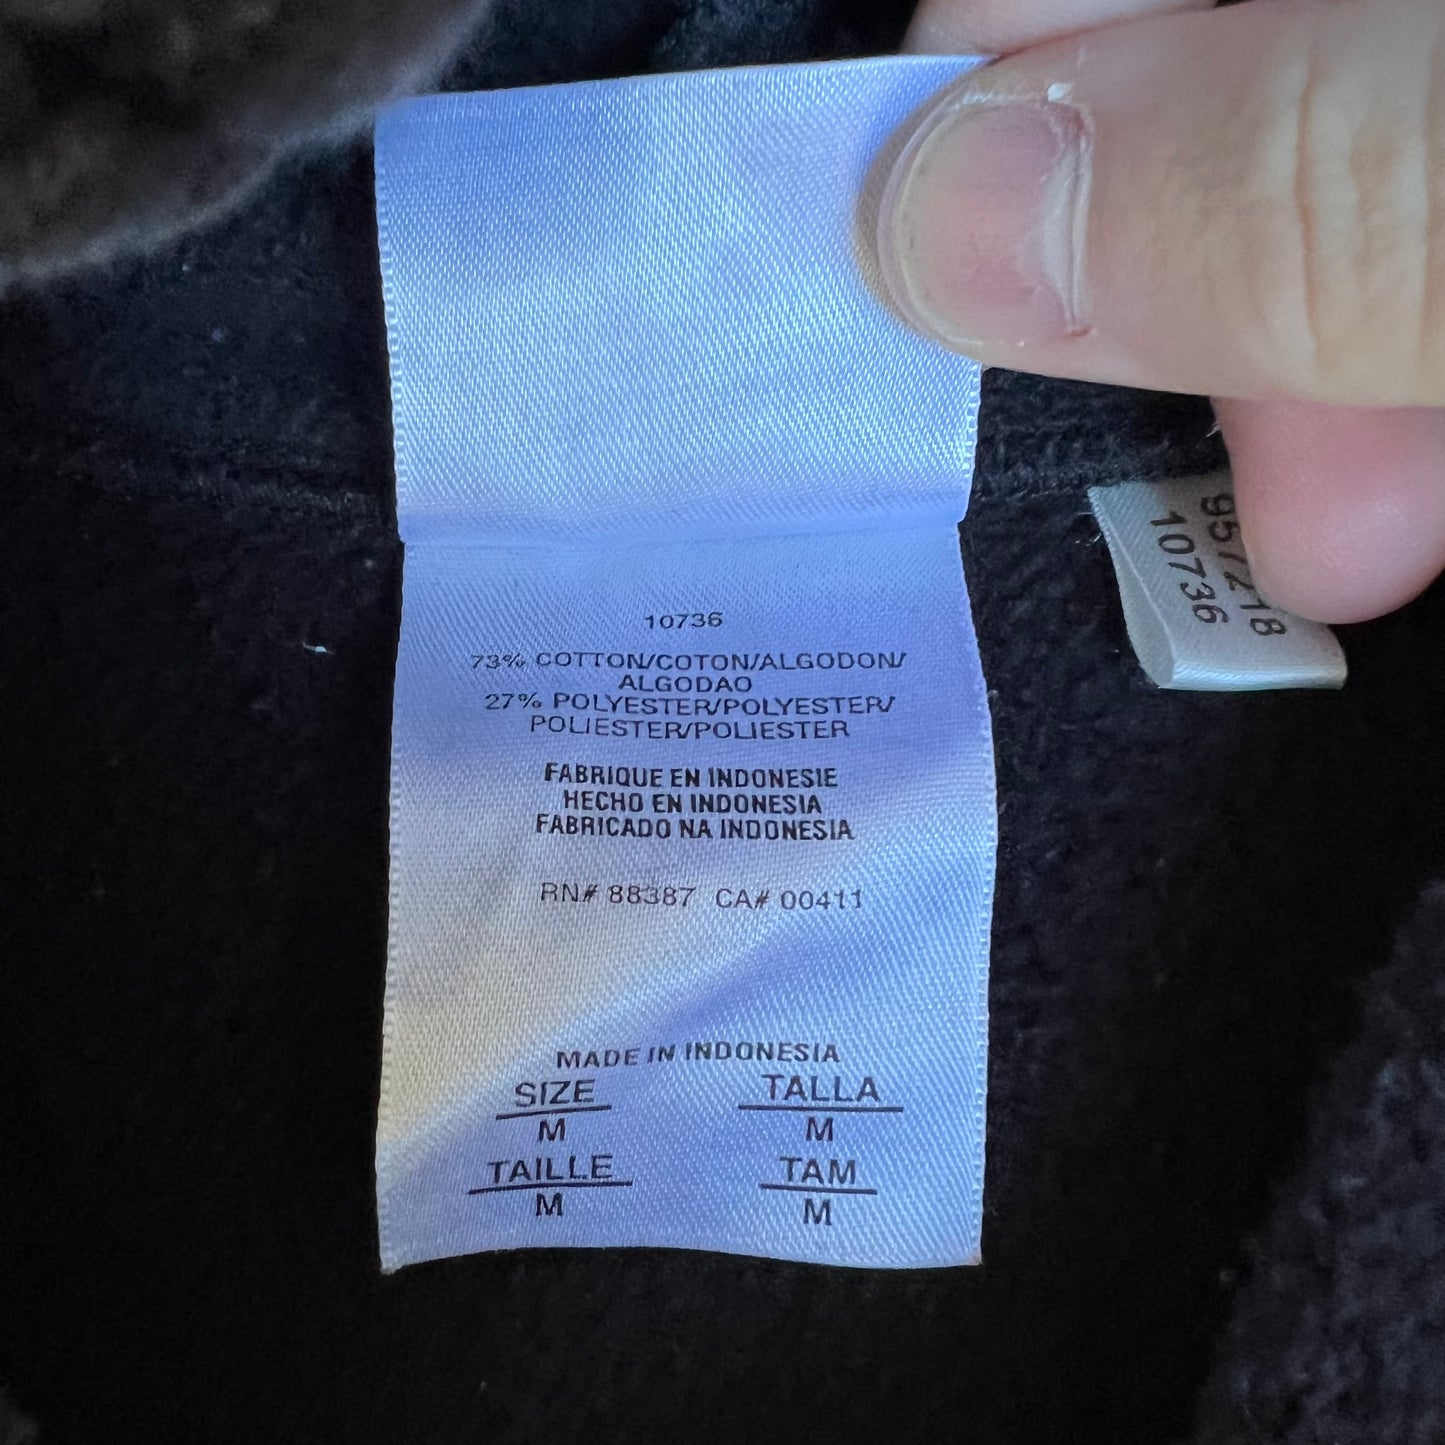 10736
73% COTTON/COTON/ALGODON/
ALGODAO
27% POLYESTER/POLYESTER/
POLIESTER/POLIESTER
FABRIQUE EN INDONESIE
HECHO EN INDONESIA
FABRICADO NA INDONESIA
RN# 88387 CA# 00411
MADE IN INDONESIA
SIZE TALLA
M M
TAILLE TAM
M M
10736